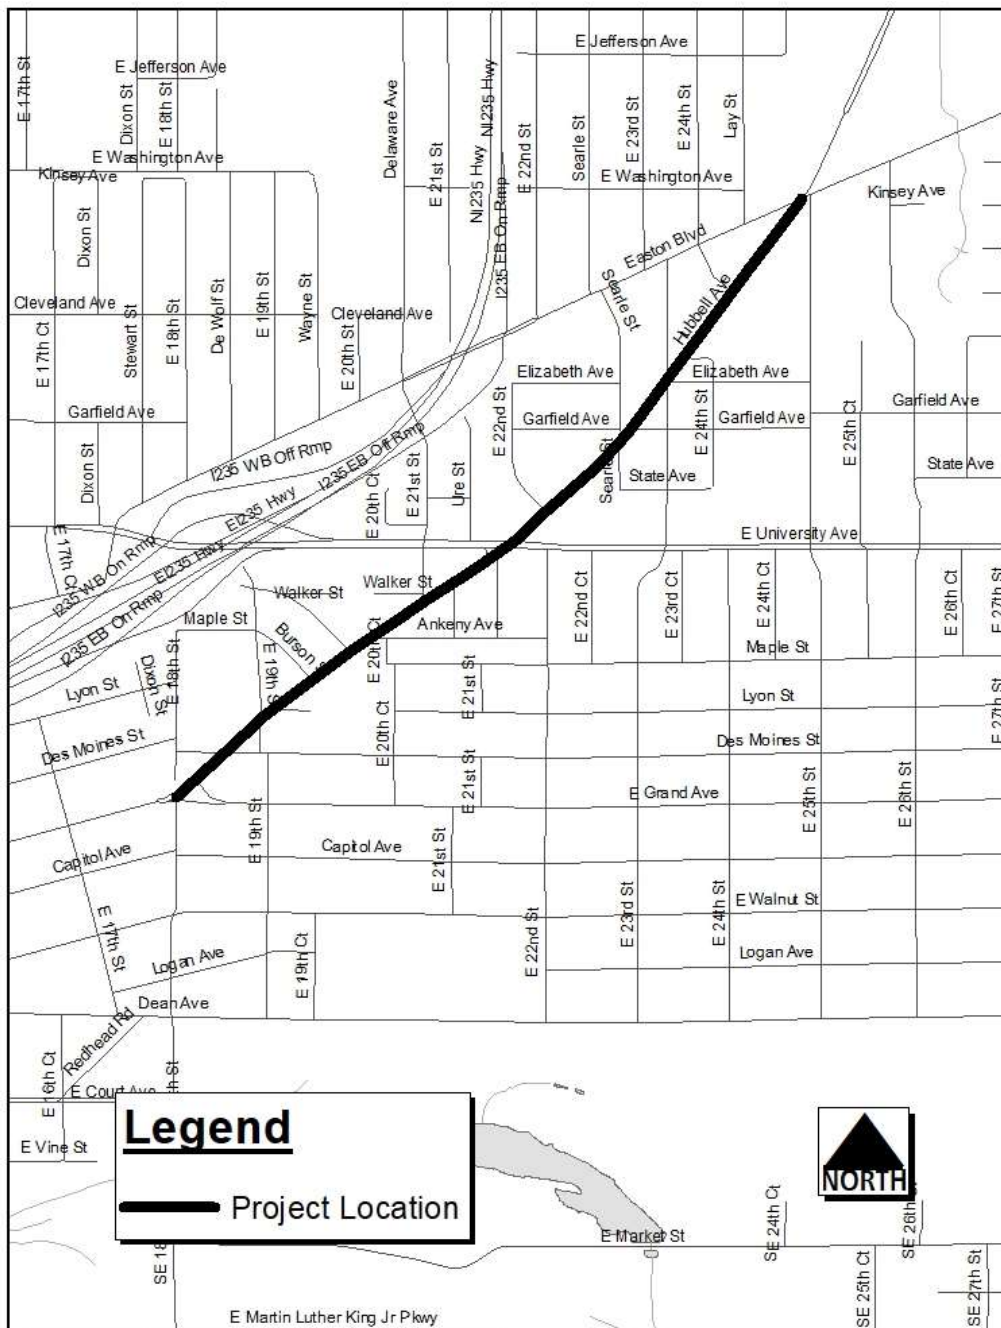 E Jefferson Ave
E Jefferson Ave
E 17th St
Dixon St
E 18th St
Delaware Ave
E 21st St
NI235 Hwy
NI235 Hwy
I235 EB On Rmp
E 22nd St
Searle St
E 23rd St
E 24th St
Lay St
E Washington Ave
Kinsey Ave
E Washington Ave
Kinsey Ave
Dixon St
Easton Blvd
Searle St
Hubbell Ave
Cleveland Ave
E 17th Ct
Stewart St
E 18th St
De Wolf St
E 19th St
Wayne St
E 20th St
Cleveland Ave
Elizabeth Ave
Elizabeth Ave
Garfield Ave
Garfield Ave
Garfield Ave
Garfield Ave
E 22nd St
E 24th St
E 25th Ct
Dixon St
I235 WB Off Rmp
I235 EB Off Rmp
E 20th Ct
E 21st St
Ure St
Searle St
State Ave
State Ave
EI235 Hwy
E University Ave
E 17th Ct
I235 WB On Rmp
EI235 Hwy
I235 EB On Rmp
Walker St
Walker St
E 22nd Ct
E 23rd Ct
E 24th Ct
E 26th Ct
E 27th St
Maple St
Burson S
Ankeny Ave
E 20th Ct
Maple St
Dixon St
E 18th St
E 19th S
Lyon St
E 21st St
Lyon St
E 27th St
Des Moines St
E 20th Ct
Des Moines St
E 21st St
E Grand Ave
E 25th St
E 26th St
E 19th St
Capitol Ave
Capitol Ave
E 21st St
E 17th St
E Walnut St
E 22nd St
E 23rd St
E 24th St
Logan Ave
E 19th Ct
Logan Ave
Dean Ave
Redhead Rd
E 16th Ct
E Court Ave
h St
E Vine St
Legend
Project Location
NORTH
E Market St
SE 18
SE 24th Ct
SE 26th
SE 25th Ct
SE 27th St
E Martin Luther King Jr Pkwy